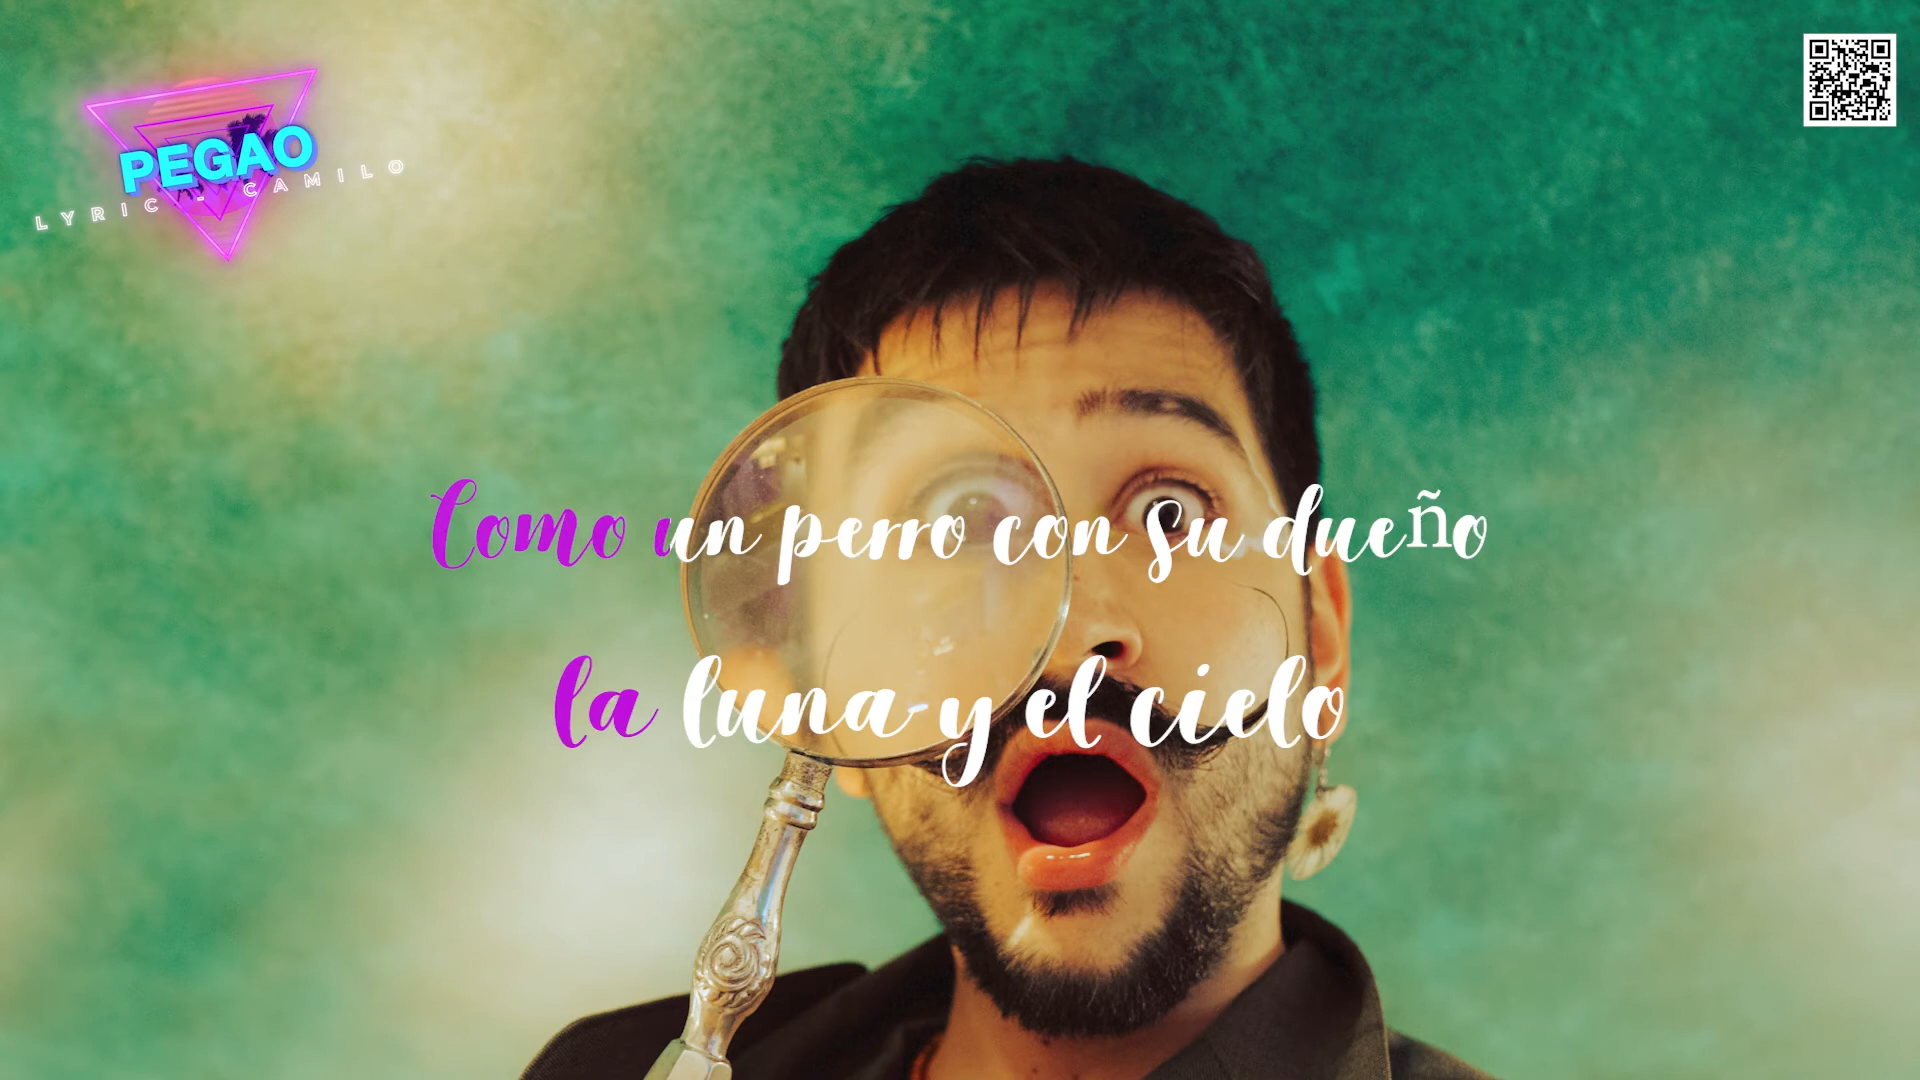 PEGAO
LYRIC - CAMILO
Como un perro con su dueño
la luna y el cielo